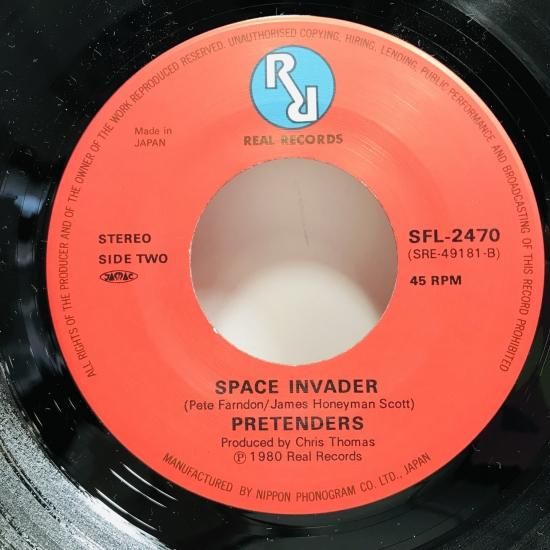 ALL RIGHTS OF THE PRODUCER AND OF THE OWNER OF THE WORK REPRODUCED RESERVED. UNAUTHORISED COPYING, HIRING, LENDING, PUBLIC PERFORMANCE AND BROADCASTING OF THIS RECORD PROHIBITED
RR
REAL RECORDS
Made in
JAPAN
STEREO
SIDE TWO
JASRAC
SFL-2470
(SRE-49181-B)
45 RPM
SPACE INVADER
(Pete Farndon/James Honeyman Scott)
PRETENDERS
Produced by Chris Thomas
Ⓟ 1980 Real Records
MANUFACTURED BY NIPPON PHONOGRAM CO. LTD., JAPAN